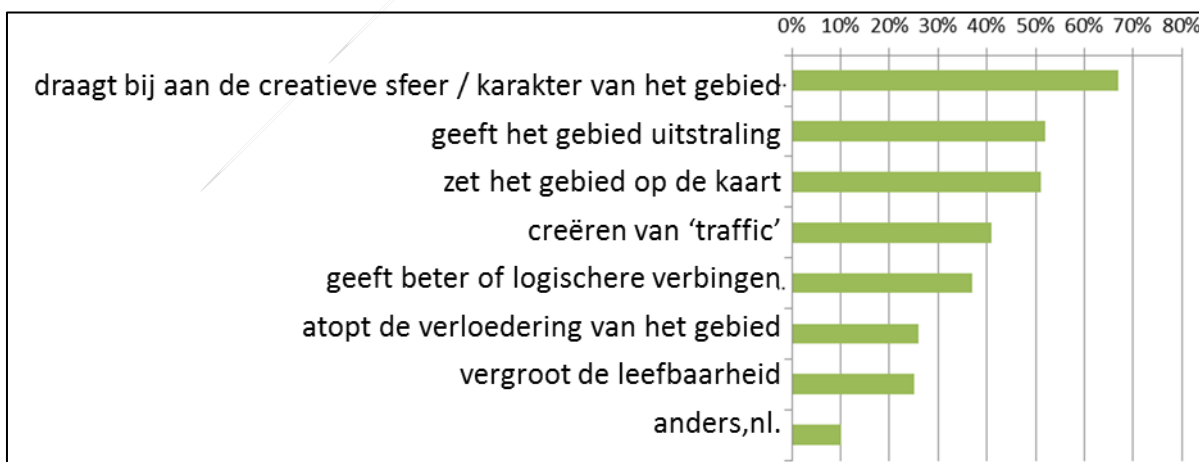 0% 10% 20% 30% 40% 50% 60% 70% 80%
draagt bij aan de creatieve sfeer / karakter van het gebied
geeft het gebied uitstraling
zet het gebied op de kaart
creëren van ‘traffic’
geeft beter of logischere verbingen.
atopt de verloedering van het gebied
vergroot de leefbaarheid
anders,nl.